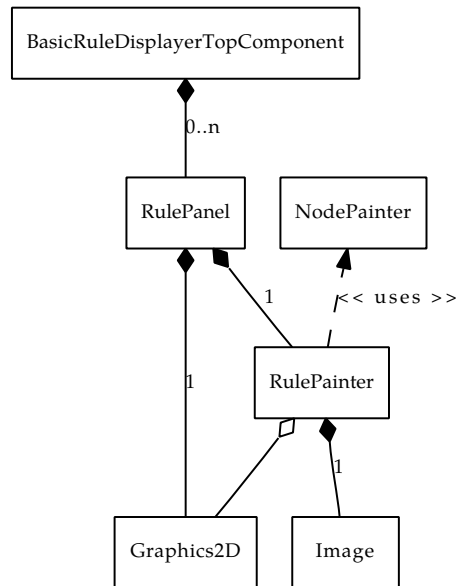 BasicRuleDisplayerTopComponent
0..n
RulePanel
NodePainter
1
<< uses >>
RulePainter
1
1
Graphics2D
Image